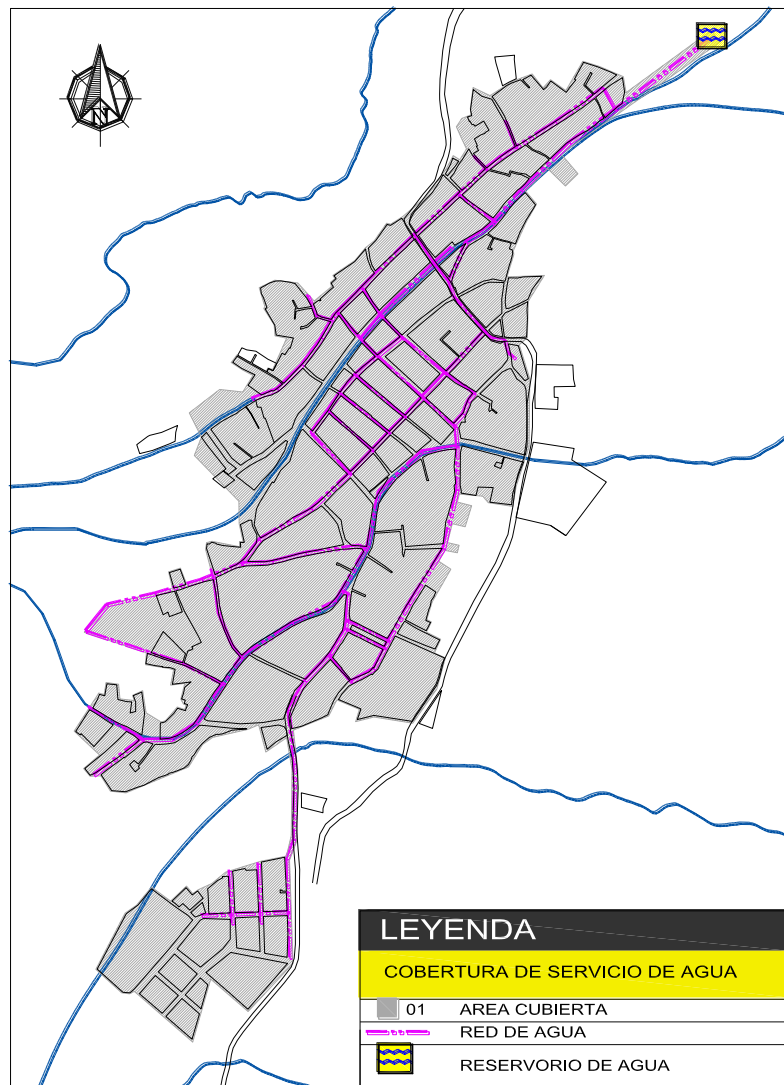 N
LEYENDA
COBERTURA DE SERVICIO DE AGUA
01 AREA CUBIERTA
RED DE AGUA
RESERVORIO DE AGUA